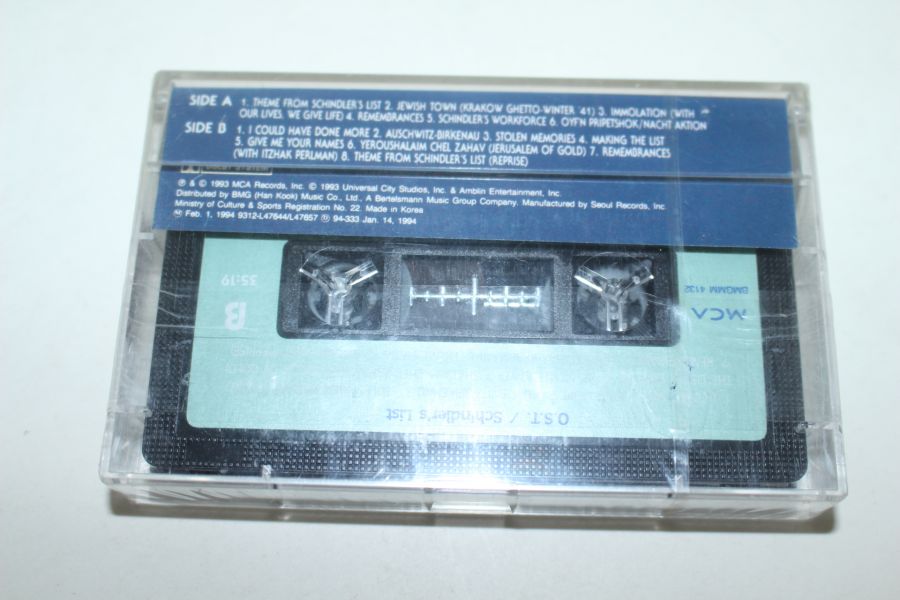 SIDE A 1. THEME FROM SCHINDLER'S LIST 2. JEWISH TOWN (KRAKOW GHETTO-WINTER '41) 3. IMMOLATION (WITH
OUR LIVES, WE GIVE LIFE) 4. REMEMBRANCES 5. SCHINDLER'S WORKFORCE 6. OYF'N PRIPETSHOK/NACHT AKTION
SIDE B 1. I COULD HAVE DONE MORE 2. AUSCHWITZ-BIRKENAU 3. STOLEN MEMORIES 4. MAKING THE LIST
5. GIVE ME YOUR NAMES 6. YEROUSHALAIM CHEL ZAHAV (JERUSALEM OF GOLD) 7. REMEMBRANCES
(WITH ITZHAK PERLMAN) 8. THEME FROM SCHINDLER'S LIST (REPRISE)
℗ & © 1993 MCA Records, Inc. © 1993 Universal City Studios, Inc. & Amblin Entertainment, Inc.
Distributed by BMG (Han Kook) Music Co., Ltd., A Bertelsmann Music Group Company. Manufactured by Seoul Records, Inc.
Ministry of Culture & Sports Registration No. 22. Made in Korea
Ⓜ Feb. 1, 1994 9312-L47644/L47657 Ⓓ 94-333 Jan. 14, 1994
35:19
B
MCA
BMGMM 4132
O.S.T. / Schindler's List